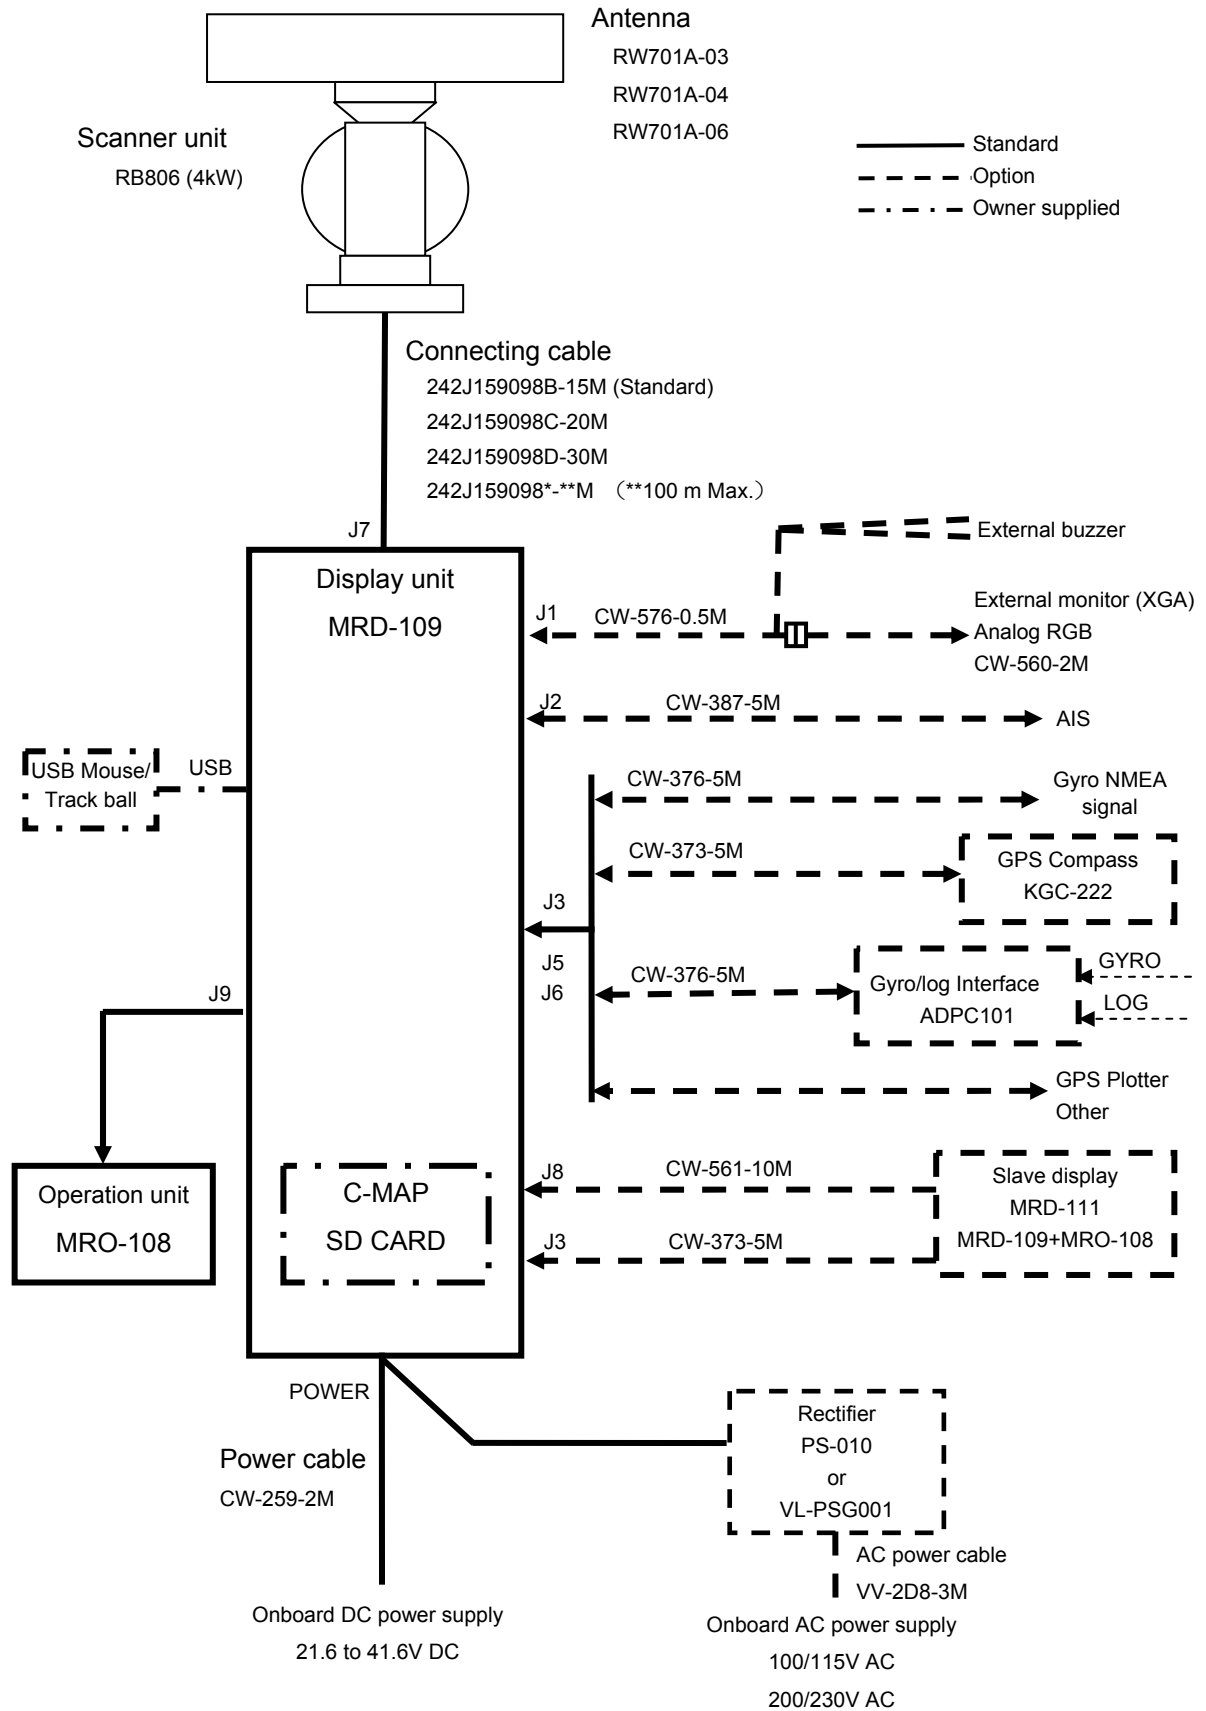 Antenna
RW701A-03
RW701A-04
RW701A-06
Scanner unit
RB806 (4kW)
Standard
Option
Owner supplied
Connecting cable
242J159098B-15M (Standard)
242J159098C-20M
242J159098D-30M
242J159098*-**M （**100 m Max.）
J7
Display unit
MRD-109
External buzzer
J1
CW-576-0.5M
External monitor (XGA)
Analog RGB
CW-560-2M
J2
CW-387-5M
AIS
USB Mouse/
Track ball
USB
CW-376-5M
Gyro NMEA
signal
CW-373-5M
GPS Compass
KGC-222
J3
J5
J6
CW-376-5M
Gyro/log Interface
ADPC101
GYRO
LOG
J9
GPS Plotter
Other
Operation unit
MRO-108
C-MAP
SD CARD
J8
CW-561-10M
J3
CW-373-5M
Slave display
MRD-111
MRD-109+MRO-108
POWER
Power cable
CW-259-2M
Rectifier
PS-010
or
VL-PSG001
AC power cable
VV-2D8-3M
Onboard DC power supply
21.6 to 41.6V DC
Onboard AC power supply
100/115V AC
200/230V AC